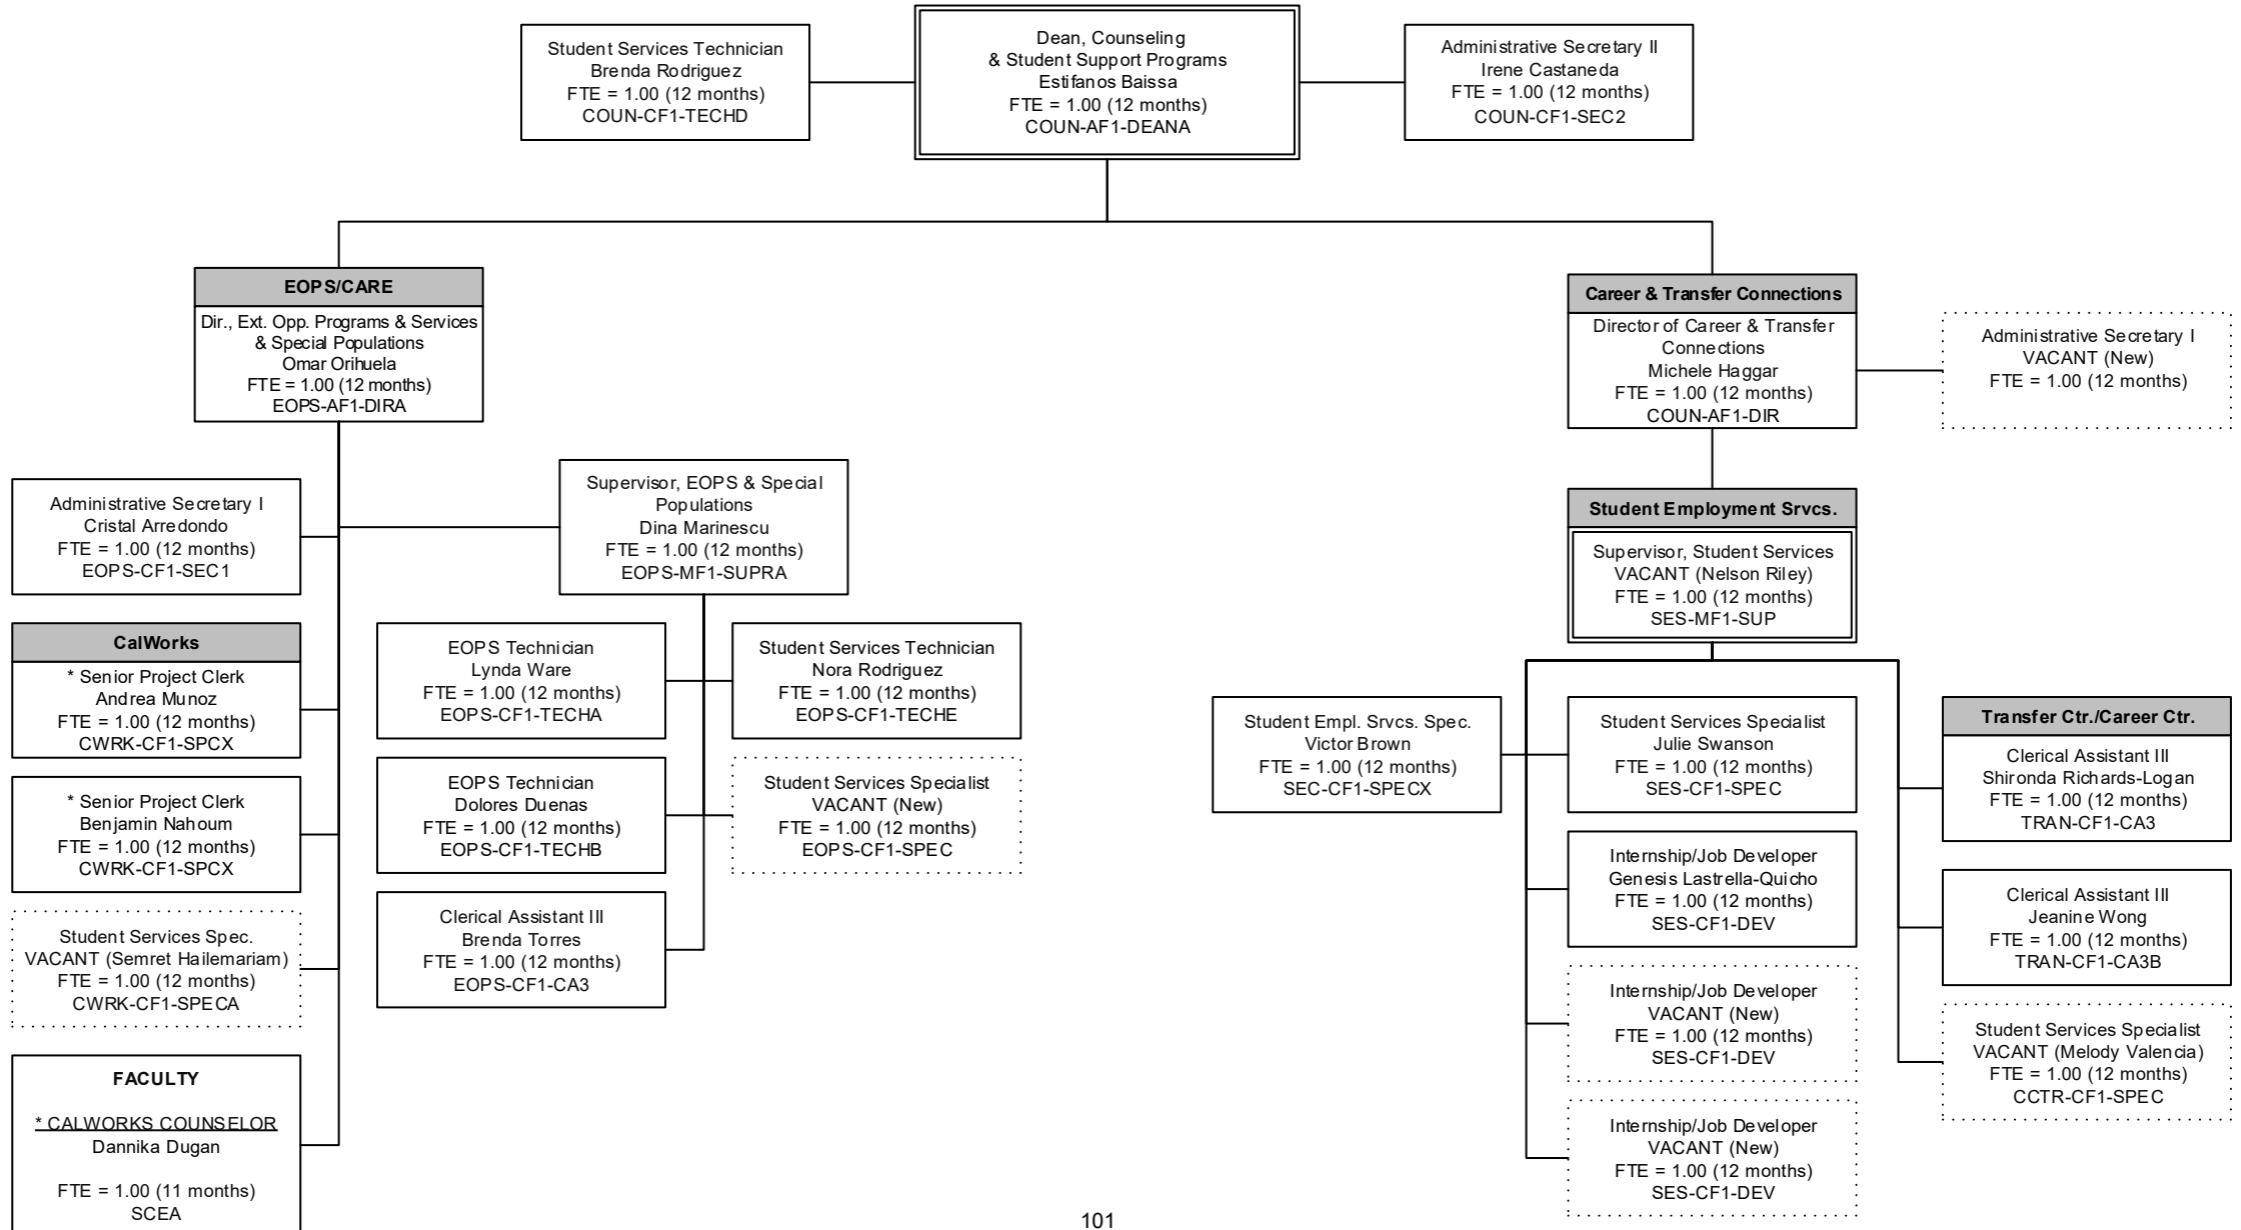 Student Services Technician
Brenda Rodriguez
FTE = 1.00 (12 months)
COUN-CF1-TECHD
Dean, Counseling
& Student Support Programs
Estifanos Baissa
FTE = 1.00 (12 months)
COUN-AF1-DEANA
Administrative Secretary II
Irene Castaneda
FTE = 1.00 (12 months)
COUN-CF1-SEC2
EOPS/CARE
Dir., Ext. Opp. Programs & Services
& Special Populations
Omar Orihuela
FTE = 1.00 (12 months)
EOPS-AF1-DIRA
Administrative Secretary I
Cristal Arredondo
FTE = 1.00 (12 months)
EOPS-CF1-SEC1
CalWorks
* Senior Project Clerk
Andrea Munoz
FTE = 1.00 (12 months)
CWRK-CF1-SPCX
* Senior Project Clerk
Benjamin Nahoum
FTE = 1.00 (12 months)
CWRK-CF1-SPCX
Student Services Spec.
VACANT (Semret Hailemariam)
FTE = 1.00 (12 months)
CWRK-CF1-SPECA
FACULTY
* CALWORKS COUNSELOR
Dannika Dugan
FTE = 1.00 (11 months)
SCEA
Supervisor, EOPS & Special
Populations
Dina Marinescu
FTE = 1.00 (12 months)
EOPS-MF1-SUPRA
EOPS Technician
Lynda Ware
FTE = 1.00 (12 months)
EOPS-CF1-TECHA
Student Services Technician
Nora Rodriguez
FTE = 1.00 (12 months)
EOPS-CF1-TECHE
EOPS Technician
Dolores Duenas
FTE = 1.00 (12 months)
EOPS-CF1-TECHB
Student Services Specialist
VACANT (New)
FTE = 1.00 (12 months)
EOPS-CF1-SPEC
Clerical Assistant III
Brenda Torres
FTE = 1.00 (12 months)
EOPS-CF1-CA3
Career & Transfer Connections
Director of Career & Transfer
Connections
Michele Haggar
FTE = 1.00 (12 months)
COUN-AF1-DIR
Administrative Secretary I
VACANT (New)
FTE = 1.00 (12 months)
Student Employment Srvcs.
Supervisor, Student Services
VACANT (Nelson Riley)
FTE = 1.00 (12 months)
SES-MF1-SUP
Student Empl. Srvcs. Spec.
Victor Brown
FTE = 1.00 (12 months)
SEC-CF1-SPECX
Student Services Specialist
Julie Swanson
FTE = 1.00 (12 months)
SES-CF1-SPEC
Internship/Job Developer
Genesis Lastrella-Quicho
FTE = 1.00 (12 months)
SES-CF1-DEV
Internship/Job Developer
VACANT (New)
FTE = 1.00 (12 months)
SES-CF1-DEV
Internship/Job Developer
VACANT (New)
FTE = 1.00 (12 months)
SES-CF1-DEV
Transfer Ctr./Career Ctr.
Clerical Assistant III
Shironda Richards-Logan
FTE = 1.00 (12 months)
TRAN-CF1-CA3
Clerical Assistant III
Jeanine Wong
FTE = 1.00 (12 months)
TRAN-CF1-CA3B
Student Services Specialist
VACANT (Melody Valencia)
FTE = 1.00 (12 months)
CCTR-CF1-SPEC
101